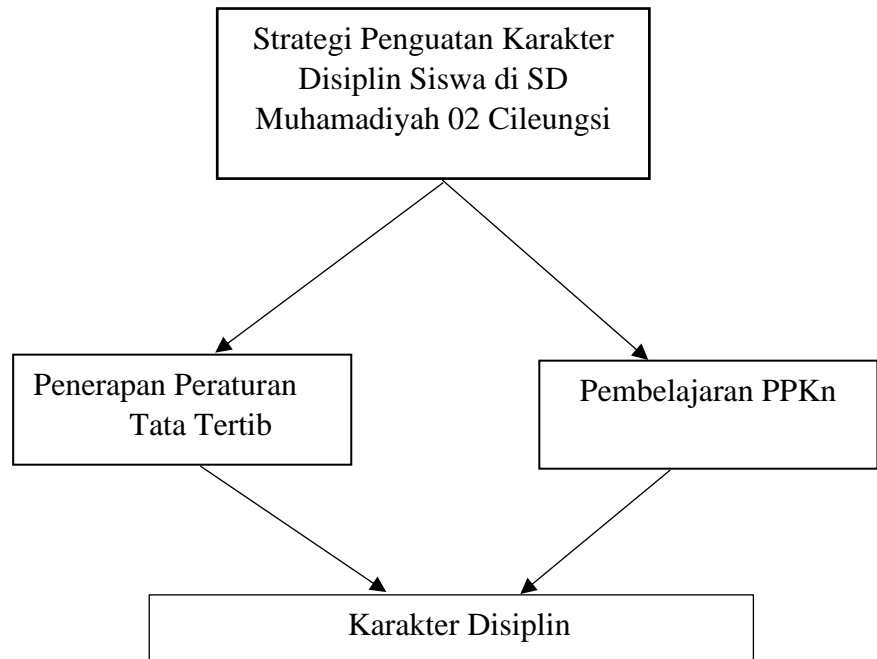 Strategi Penguatan Karakter
Disiplin Siswa di SD
Muhamadiyah 02 Cileungsi
Penerapan Peraturan
Tata Tertib
Pembelajaran PPKn
Karakter Disiplin